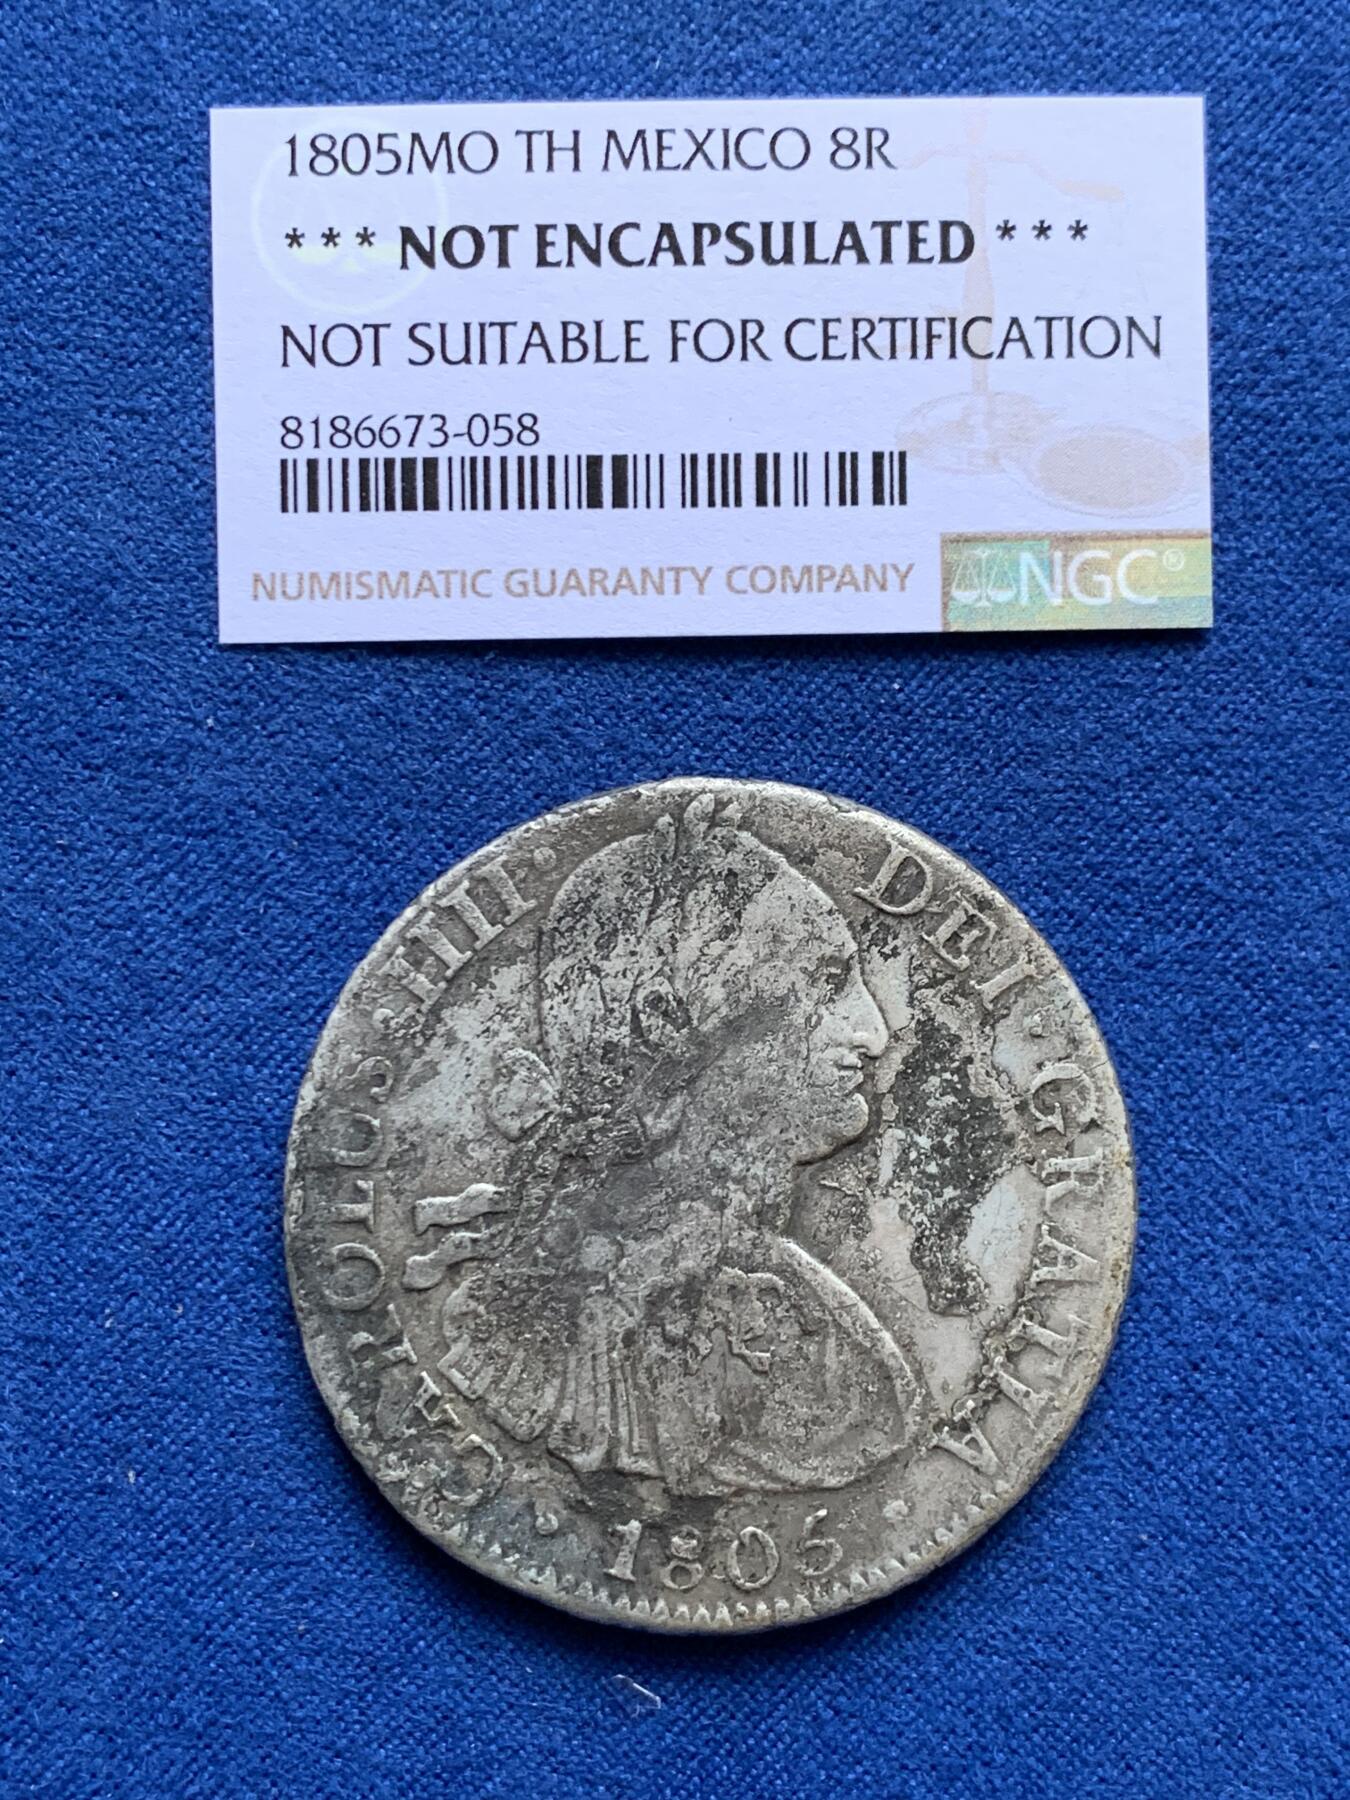 1805MO TH MEXICO 8R
*** NOT ENCAPSULATED ***
NOT SUITABLE FOR CERTIFICATION
8186673-058
NUMISMATIC GUARANTY COMPANY
NGC®
CAROLUS·IIII· DEI·GRATIA
·1805·